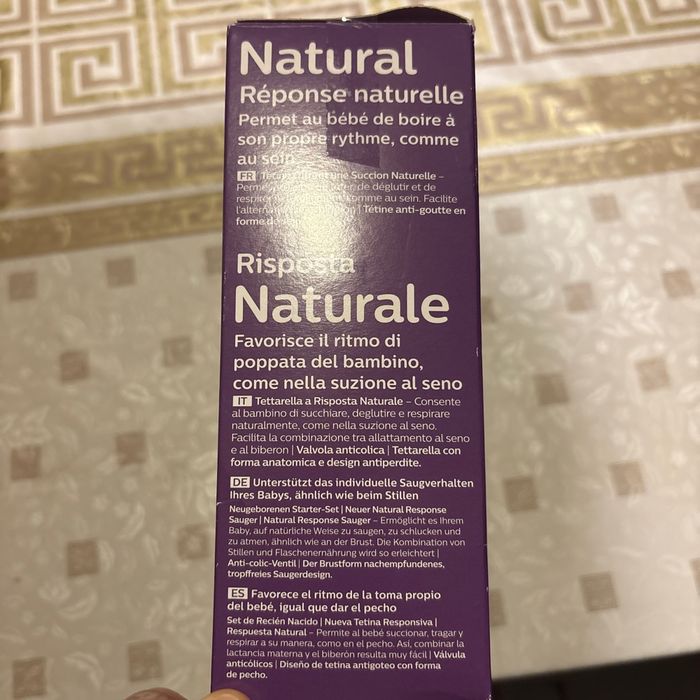 Natural
Réponse naturelle
Permet au bébé de boire à
son propre rythme, comme
au sein
FR Succion Naturelle –
de déglutir et de
comme au sein. Facilite
Tétine anti-goutte en
forme de
Risposta
Naturale
Favorisce il ritmo di
poppata del bambino,
come nella suzione al seno
IT Tettarella a Risposta Naturale – Consente
al bambino di succhiare, deglutire e respirare
naturalmente, come nella suzione al seno.
Facilita la combinazione tra allattamento al seno
e al biberon | Valvola anticolica | Tettarella con
forma anatomica e design antiperdite.
DE Unterstützt das individuelle Saugverhalten
Ihres Babys, ähnlich wie beim Stillen
Neugeborenen Starter-Set | Neuer Natural Response
Sauger | Natural Response Sauger – Ermöglicht es Ihrem
Baby, auf natürliche Weise zu saugen, zu schlucken und
zu atmen, ähnlich wie an der Brust. Die Kombination von
Stillen und Flaschenernährung wird so erleichtert |
Anti-colic-Ventil | Der Brustform nachempfundenes,
tropffreies Saugerdesign.
ES Favorece el ritmo de la toma propio
del bebé, igual que dar el pecho
Set de Recién Nacido | Nueva Tetina Responsiva |
Respuesta Natural – Permite al bebé succionar, tragar y
respirar a su manera, como en el pecho. Así, combinar la
lactancia materna y el biberón resulta muy fácil | Válvula
anticólicos | Diseño de tetina antigoteo con forma
de pecho.